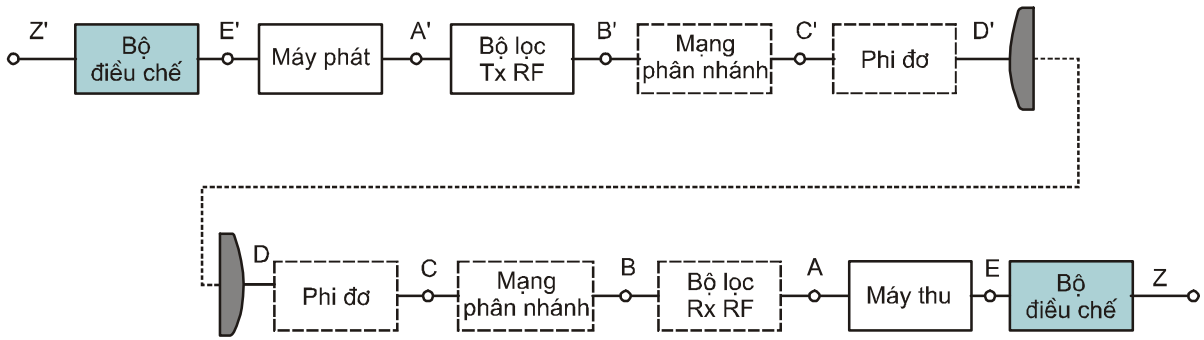 Z'
Bộ
điều chế
E'
Máy phát
A'
Bộ lọc
Tx RF
B'
Mạng
phân nhánh
C'
Phi đơ
D'
D
Phi đơ
C
Mạng
phân nhánh
B
Bộ lọc
Rx RF
A
Máy thu
E
Bộ
điều chế
Z